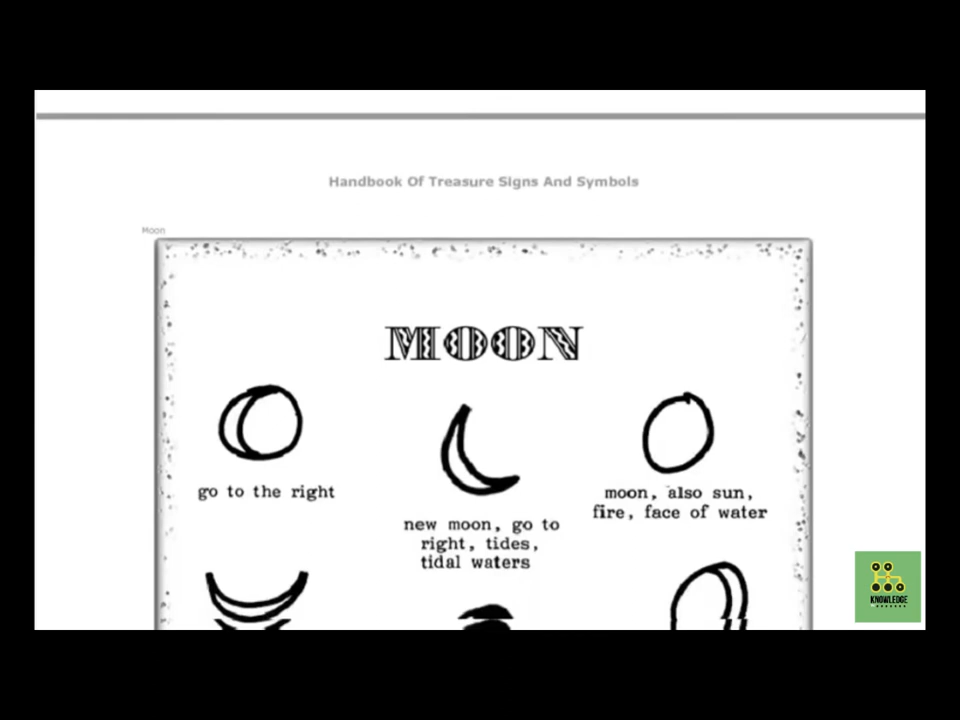 Handbook Of Treasure Signs And Symbols
Moon
MOON
go to the right
new moon, go to
right, tides,
tidal waters
moon, also sun,
fire, face of water
KNOWLEDGE